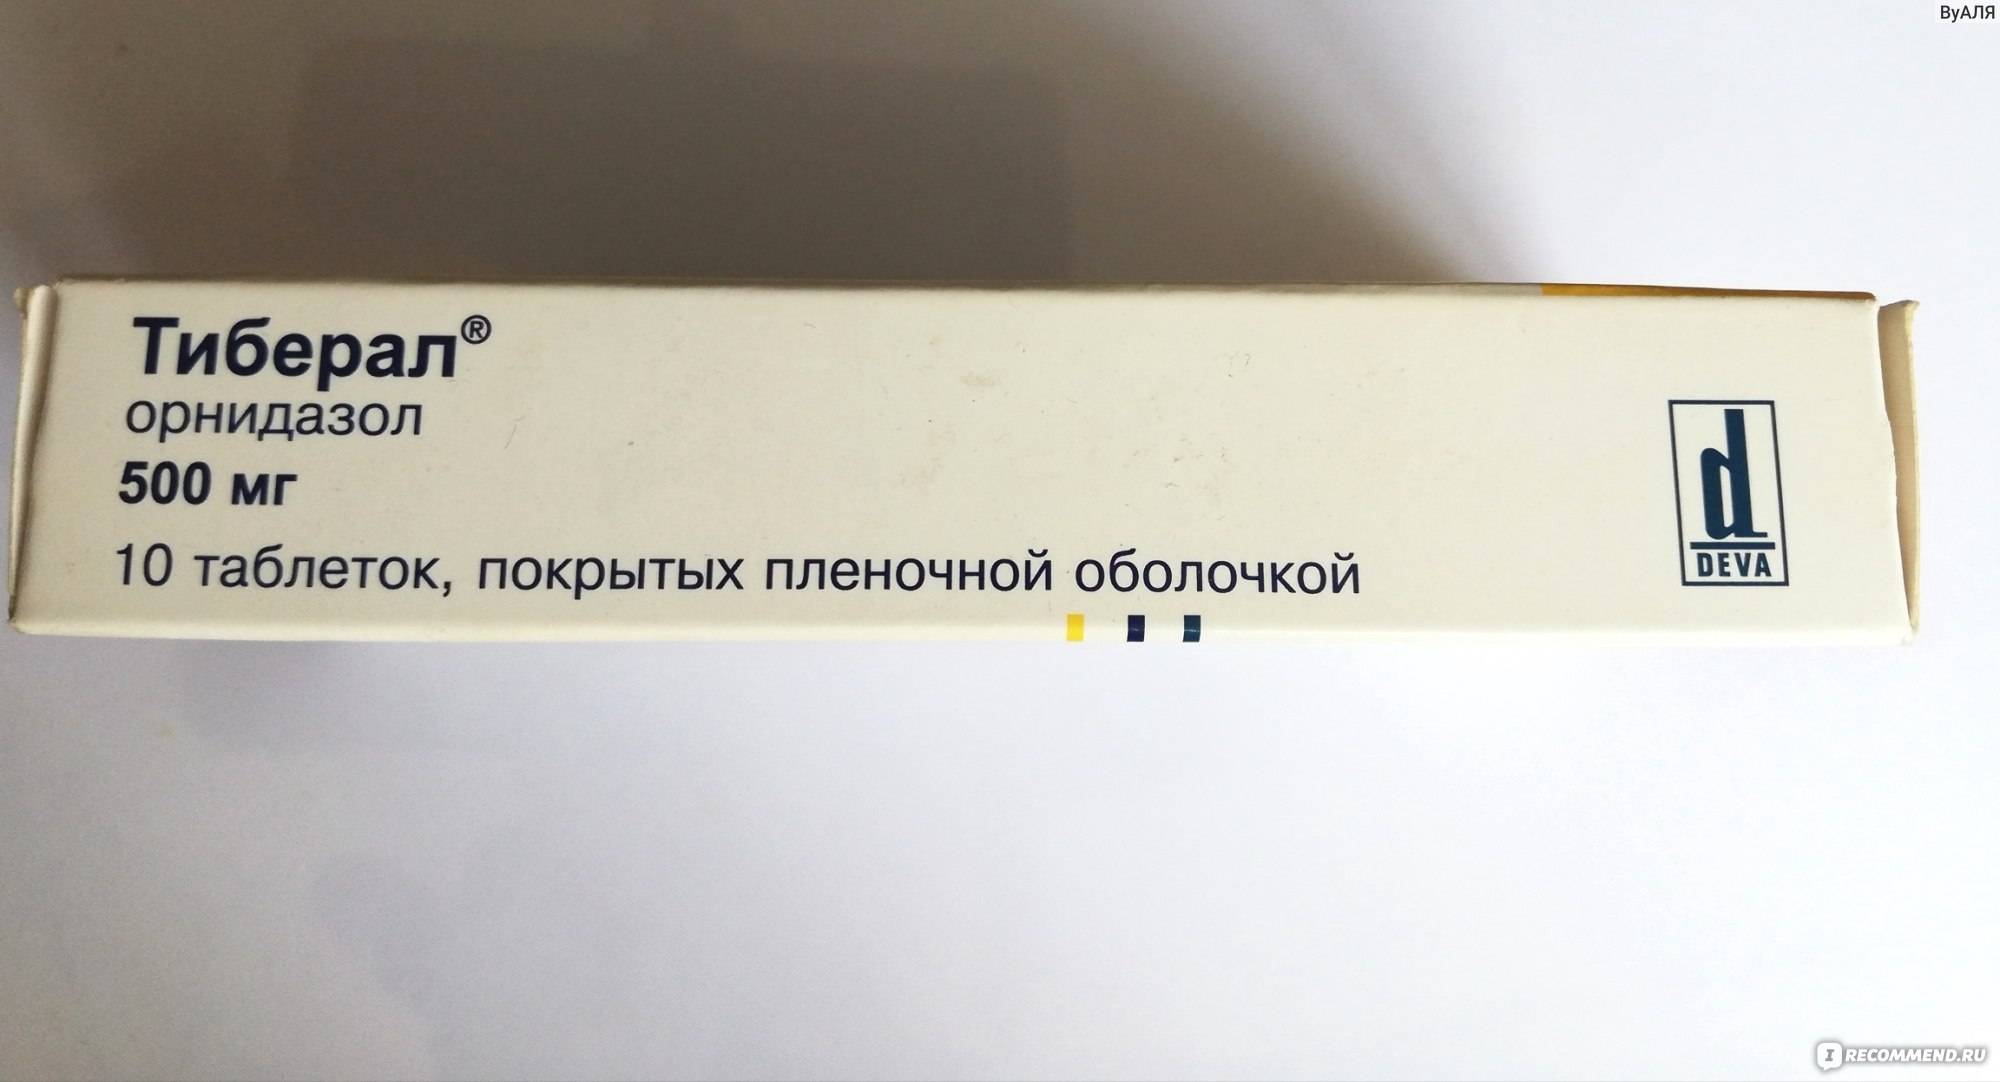 ВуАЛЯ
Тиберал®
орнидазол
500 мг
10 таблеток, покрытых пленочной оболочкой
d
DEVA
I RECOMMEND.RU